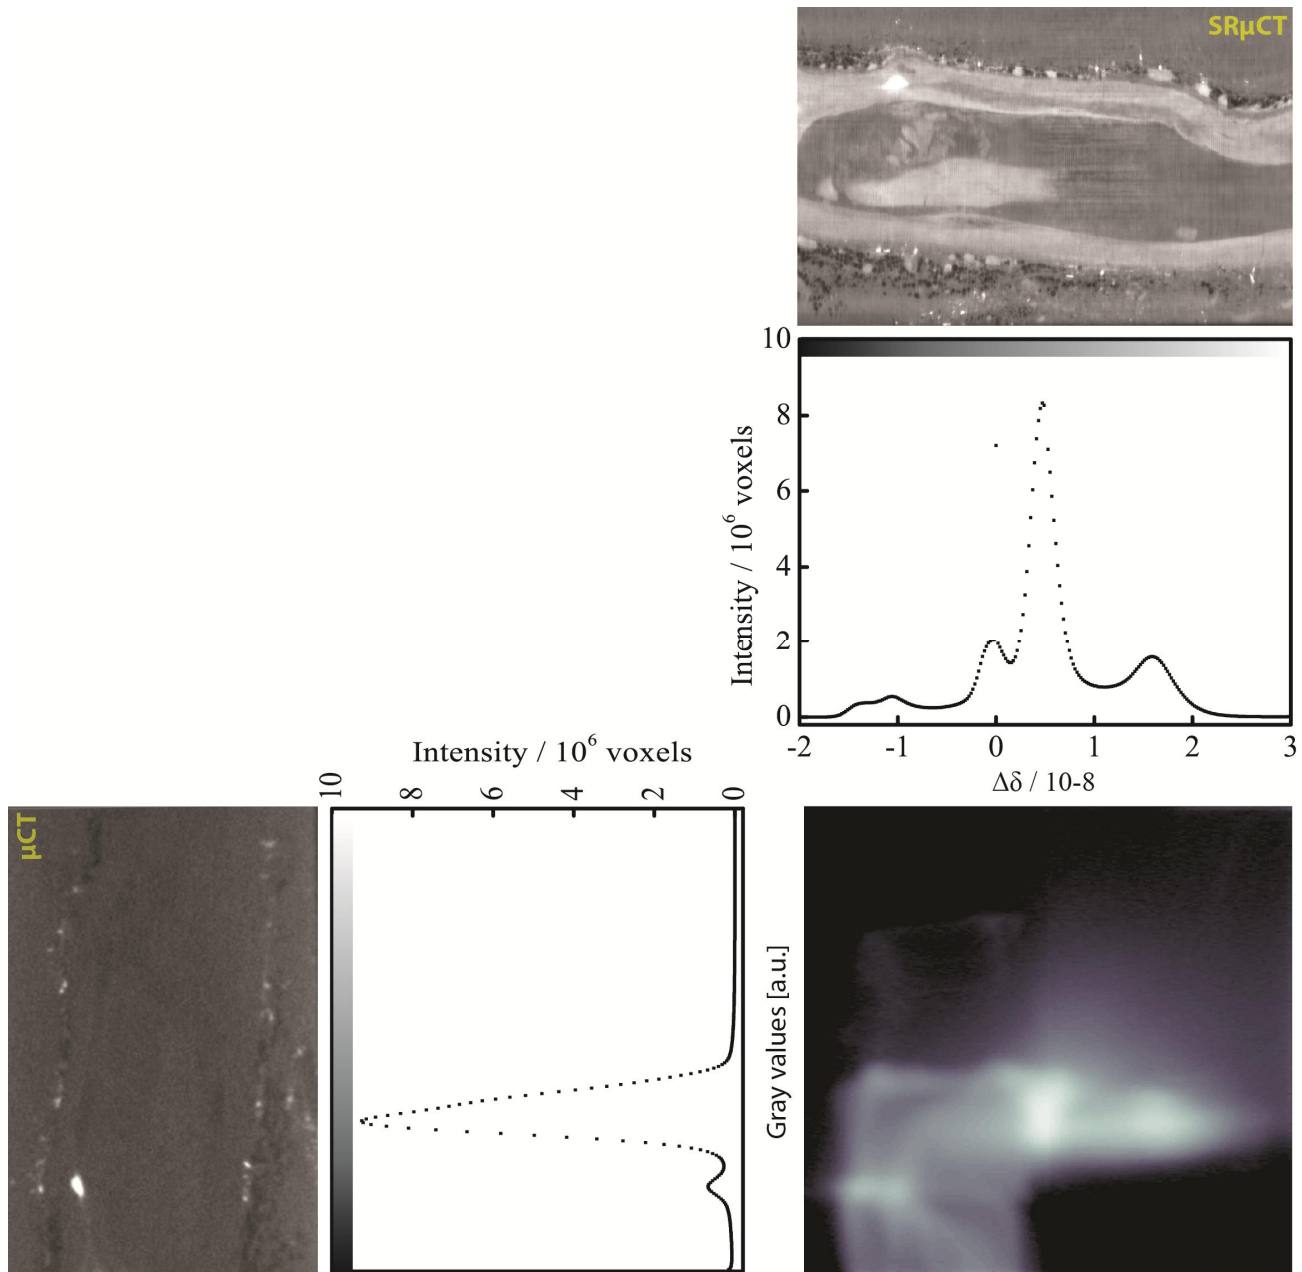 SRµCT
10
8
6
4
2
0
Intensity / 10⁶ voxels
-2 -1 0 1 2 3
Δδ / 10-8
Intensity / 10⁶ voxels
10 8 6 4 2 0
µCT
Gray values [a.u.]